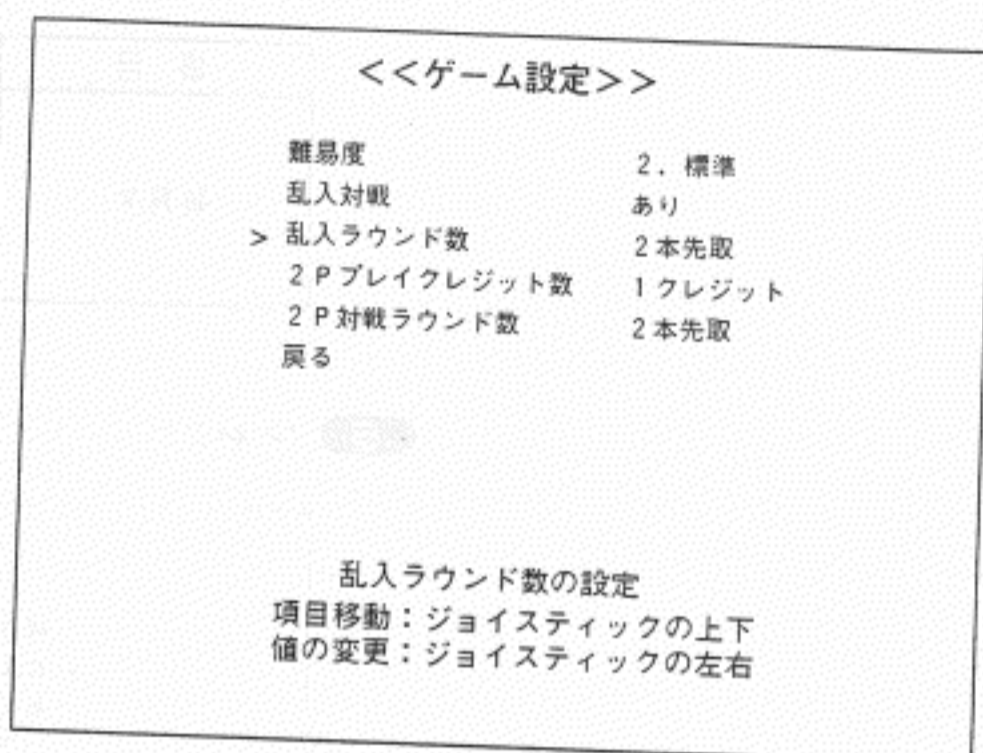 <<ゲーム設定>>
難易度 2．標準
乱入対戦 あり
> 乱入ラウンド数 2本先取
2Pプレイクレジット数 1クレジット
2P対戦ラウンド数 2本先取
戻る
乱入ラウンド数の設定
項目移動：ジョイスティックの上下
値の変更：ジョイスティックの左右